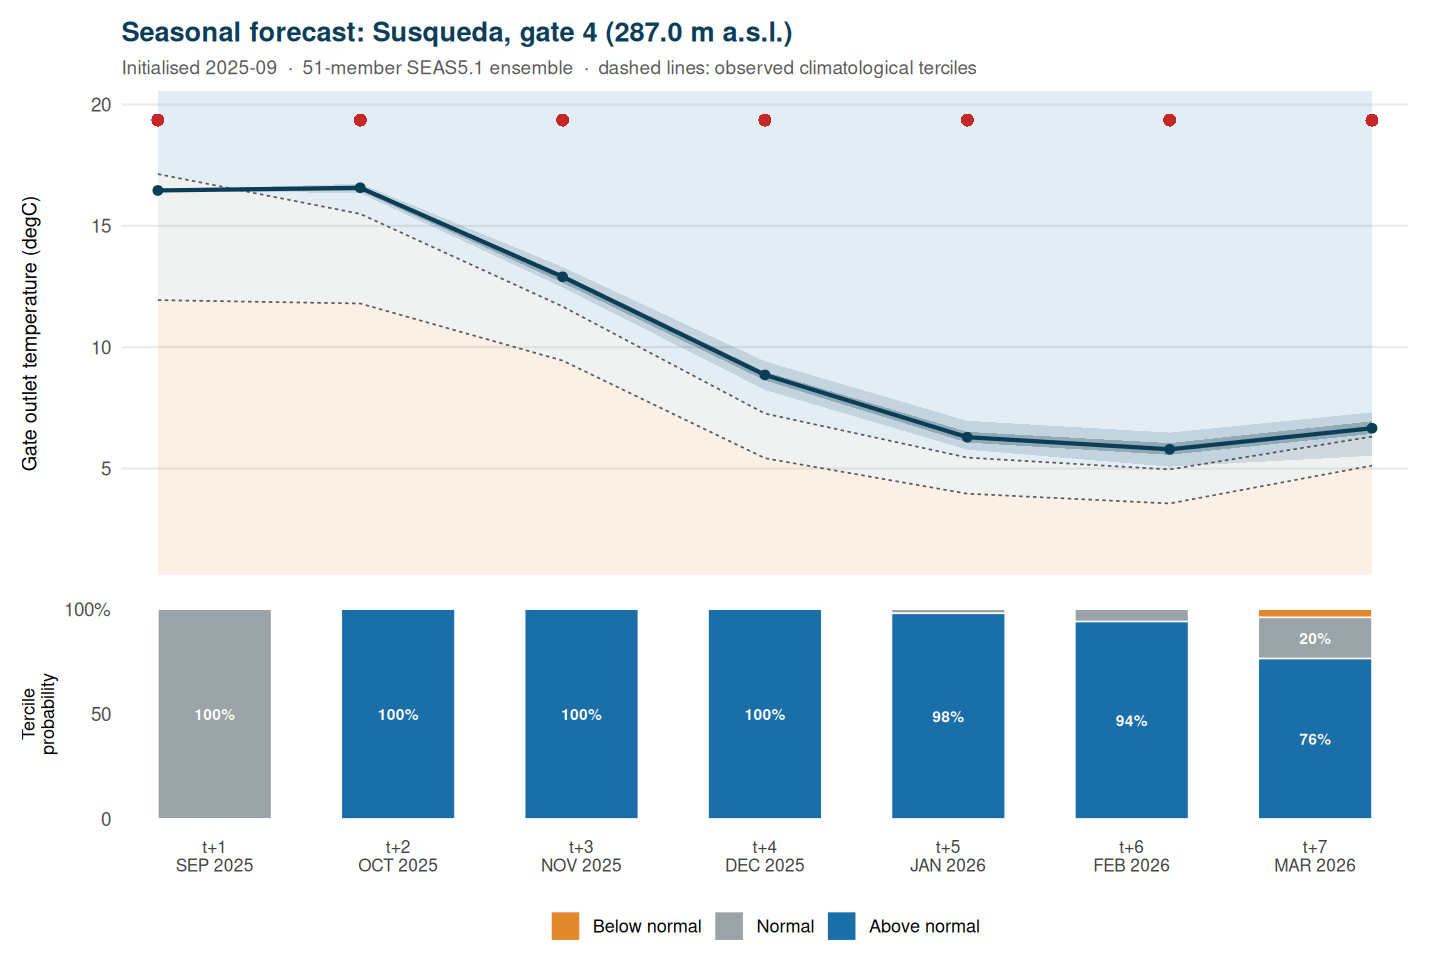 Seasonal forecast: Susqueda, gate 4 (287.0 m a.s.l.)
Initialised 2025-09 · 51-member SEAS5.1 ensemble · dashed lines: observed climatological terciles
Gate outlet temperature (degC)
20
15
10
5
Tercile
probability
100%
50
0
100%
100%
100%
100%
98%
94%
20%
76%
t+1
SEP 2025
t+2
OCT 2025
t+3
NOV 2025
t+4
DEC 2025
t+5
JAN 2026
t+6
FEB 2026
t+7
MAR 2026
Below normal
Normal
Above normal